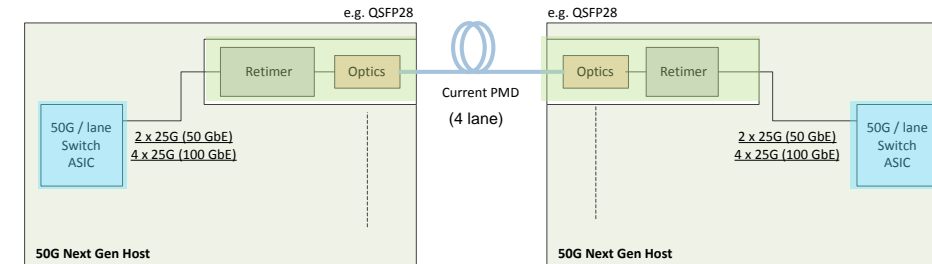 e.g. QSFP28
e.g. QSFP28
Retimer
Optics
Current PMD
(4 lane)
Optics
Retimer
50G / lane
Switch
ASIC
2 x 25G (50 GbE)
4 x 25G (100 GbE)
2 x 25G (50 GbE)
4 x 25G (100 GbE)
50G / lane
Switch
ASIC
50G Next Gen Host
50G Next Gen Host